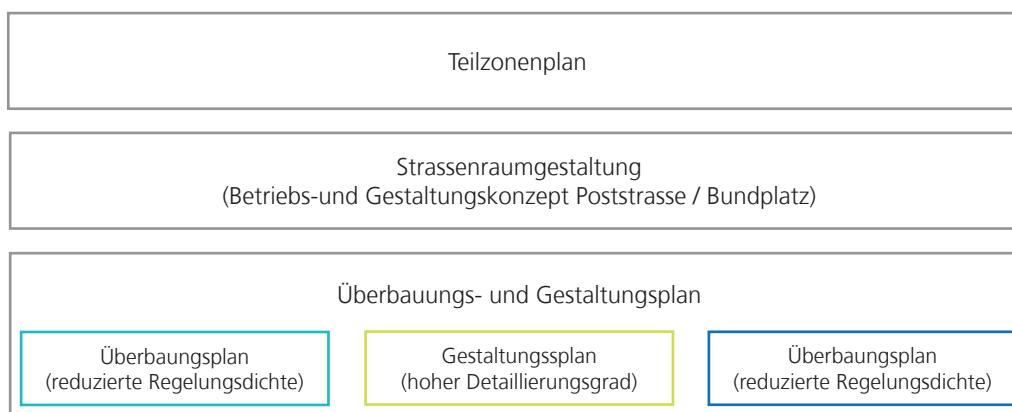 Teilzonenplan
Strassenraumgestaltung
(Betriebs-und Gestaltungskonzept Poststrasse / Bundplatz)
Überbauungs- und Gestaltungsplan
Überbaungsplan
(reduzierte Regelungsdichte)
Gestaltungssplan
(hoher Detaillierungsgrad)
Überbaungsplan
(reduzierte Regelungsdichte)